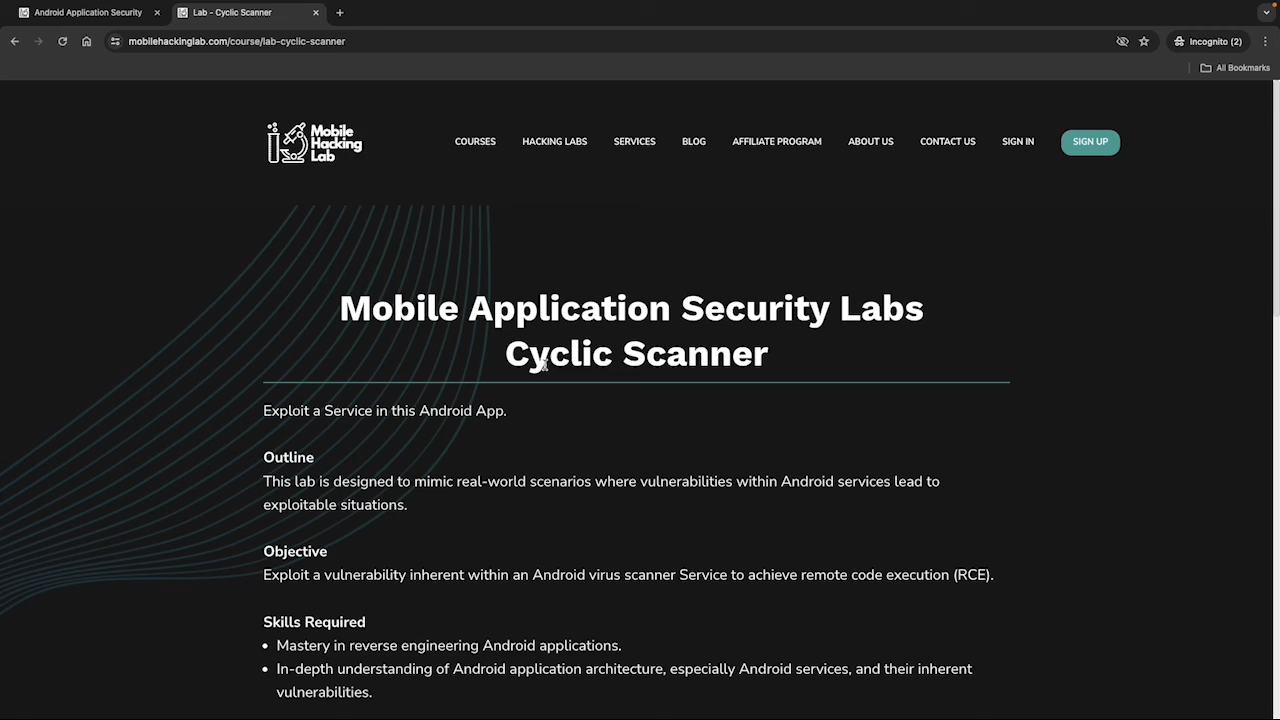 Android Application Security
Lab - Cyclic Scanner
mobilehackinglab.com/course/lab-cyclic-scanner
Incognito (2)
All Bookmarks
Mobile
Hacking
Lab
COURSES
HACKING LABS
SERVICES
BLOG
AFFILIATE PROGRAM
ABOUT US
CONTACT US
SIGN IN
SIGN UP
Mobile Application Security Labs
Cyclic Scanner
Exploit a Service in this Android App.
Outline
This lab is designed to mimic real-world scenarios where vulnerabilities within Android services lead to
exploitable situations.
Objective
Exploit a vulnerability inherent within an Android virus scanner Service to achieve remote code execution (RCE).
Skills Required
• Mastery in reverse engineering Android applications.
• In-depth understanding of Android application architecture, especially Android services, and their inherent
vulnerabilities.